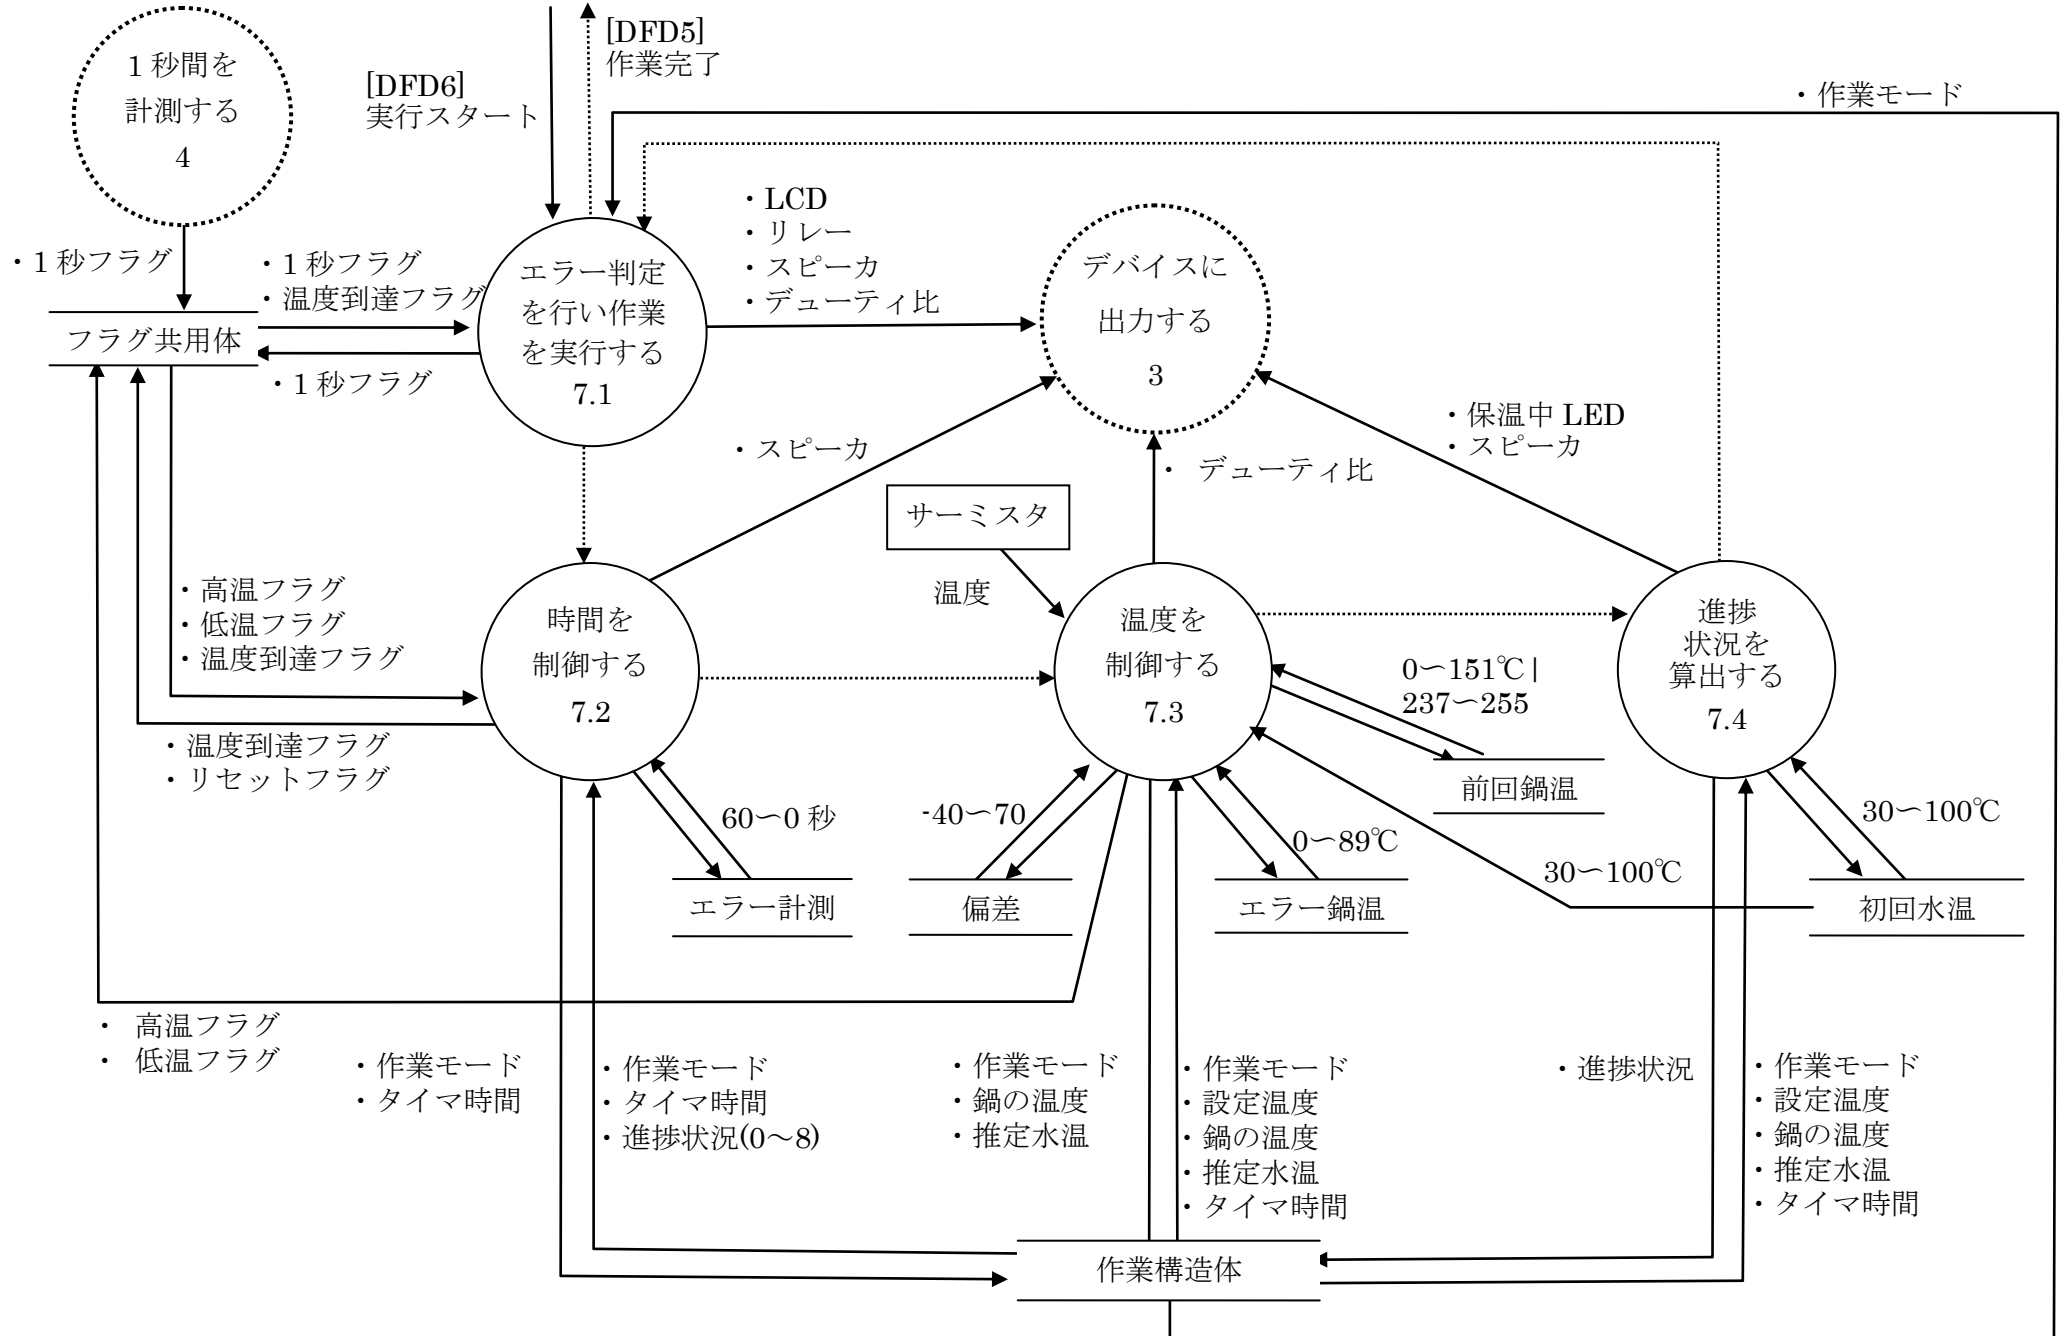 1 秒間を
計測する
4
[DFD5]
作業完了
[DFD6]
実行スタート
・作業モード
・1 秒フラグ
・1 秒フラグ
・温度到達フラグ
フラグ共用体
・1 秒フラグ
エラー判定
を行い作業
を実行する
7.1
・LCD
・リレー
・スピーカ
・デューティ比
デバイスに
出力する
3
・スピーカ
・ デューティ比
・保温中 LED
・スピーカ
サーミスタ
温度
・高温フラグ
・低温フラグ
・温度到達フラグ
・温度到達フラグ
・リセットフラグ
時間を
制御する
7.2
温度を
制御する
7.3
進捗
状況を
算出する
7.4
0〜151℃ |
237〜255
前回鍋温
60〜0 秒
エラー計測
-40〜70
偏差
0〜89℃
エラー鍋温
30〜100℃
30〜100℃
初回水温
・ 高温フラグ
・ 低温フラグ
・作業モード
・タイマ時間
・作業モード
・タイマ時間
・進捗状況(0〜8)
・作業モード
・鍋の温度
・推定水温
・作業モード
・設定温度
・鍋の温度
・推定水温
・タイマ時間
・進捗状況
・作業モード
・設定温度
・鍋の温度
・推定水温
・タイマ時間
作業構造体